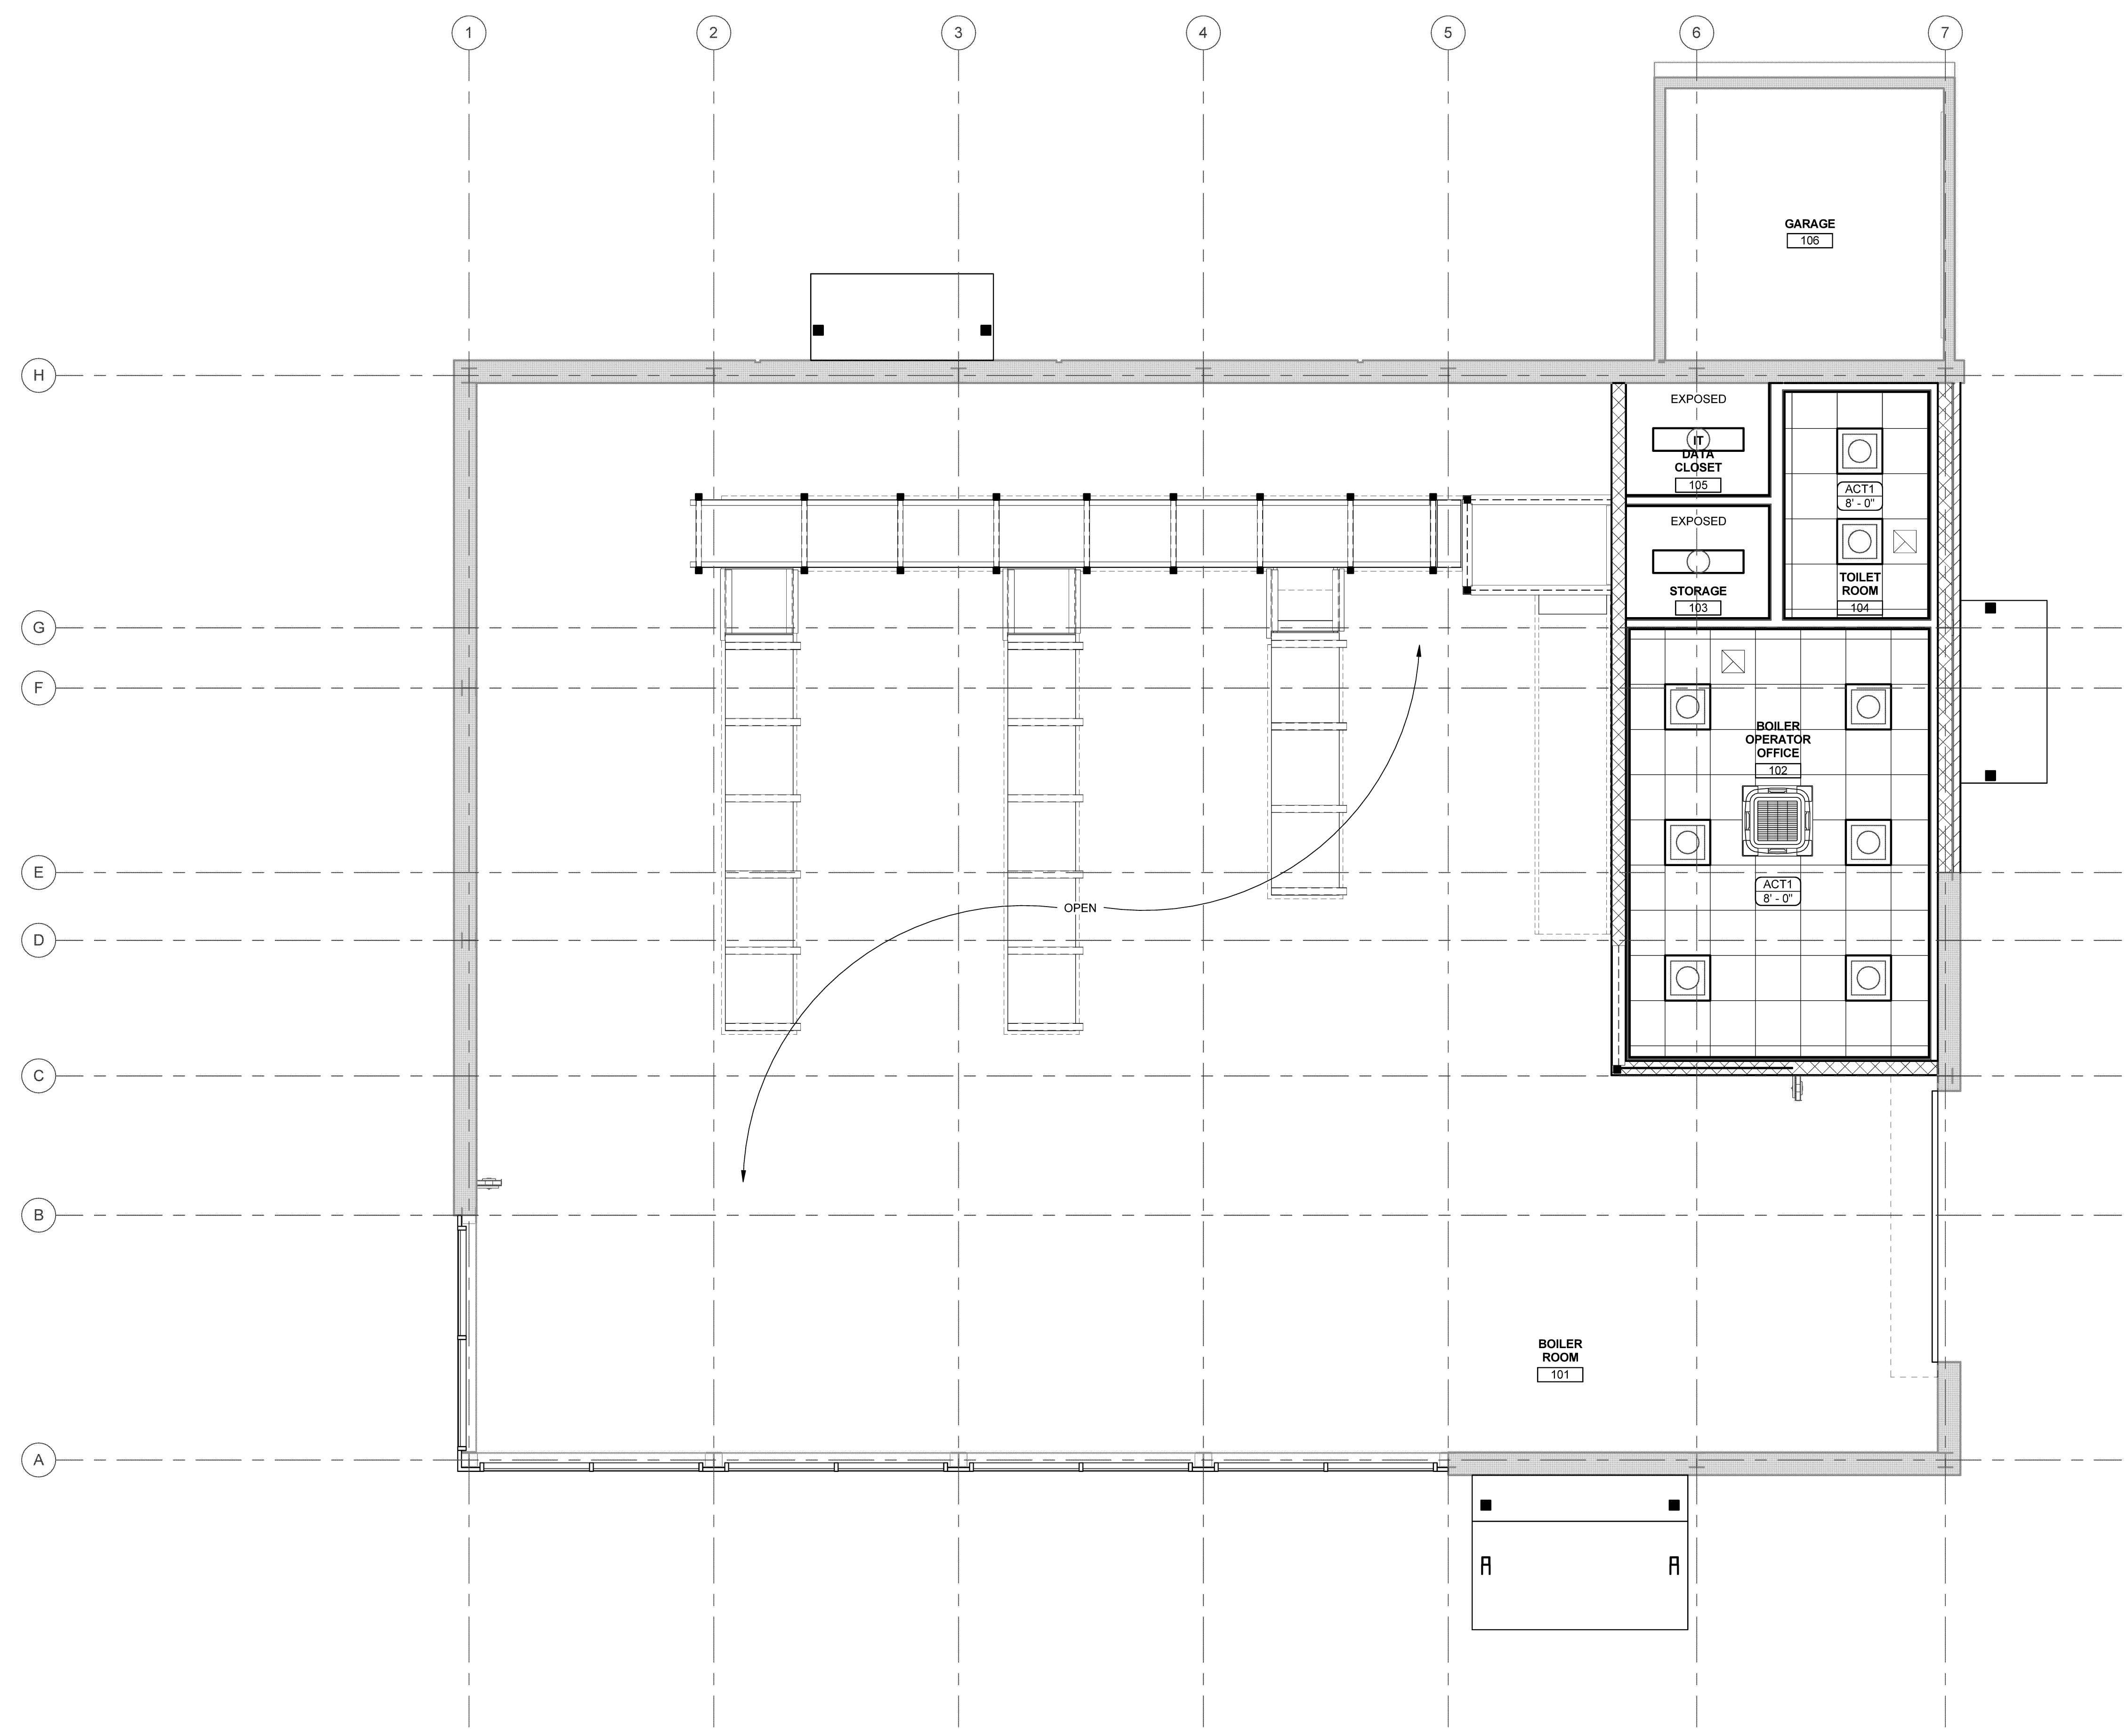 1 2 3 4 5 6 7
GARAGE
106
H
EXPOSED
IT
DATA
CLOSET
105
ACT1
8' - 0"
EXPOSED
STORAGE
103
TOILET
ROOM
104
G
F
BOILER
OPERATOR
OFFICE
102
E
ACT1
8' - 0"
OPEN
D
C
B
BOILER
ROOM
101
A